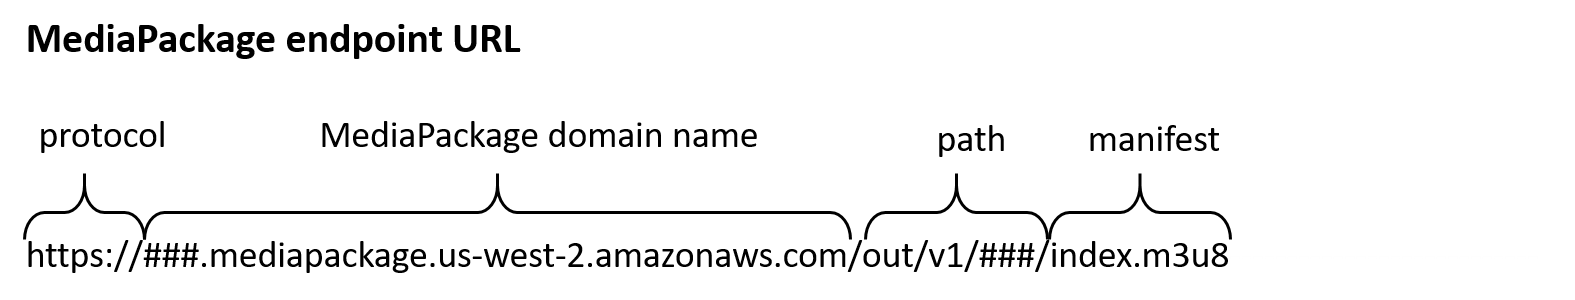 MediaPackage endpoint URL
protocol MediaPackage domain name path manifest
https://###.mediapackage.us-west-2.amazonaws.com/out/v1/###/index.m3u8